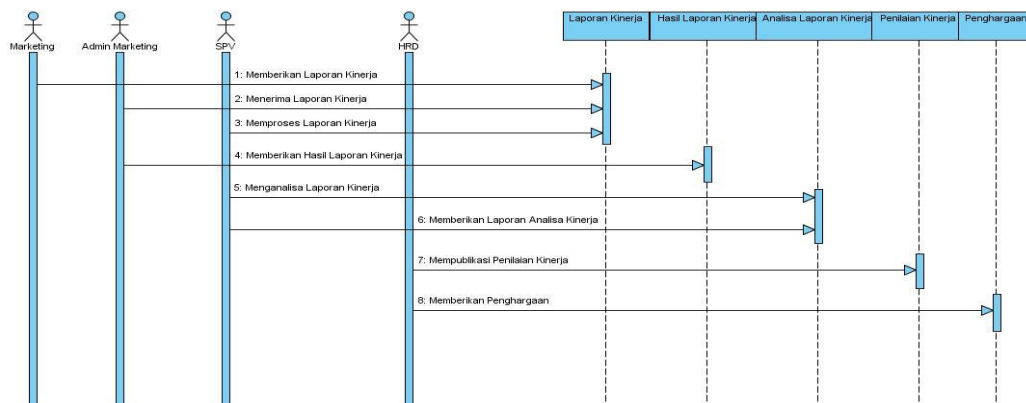 Laporan Kinerja
Hasil Laporan Kinerja
Analisa Laporan Kinerja
Penilaian Kinerja
Penghargaan
Marketing
Admin Marketing
SPV
HRD
1: Memberikan Laporan Kinerja
2: Menerima Laporan Kinerja
3: Memproses Laporan Kinerja
4: Memberikan Hasil Laporan Kinerja
5: Menganalisa Laporan Kinerja
6: Memberikan Laporan Analisa Kinerja
7: Mempublikasi Penilaian Kinerja
8: Memberikan Penghargaan